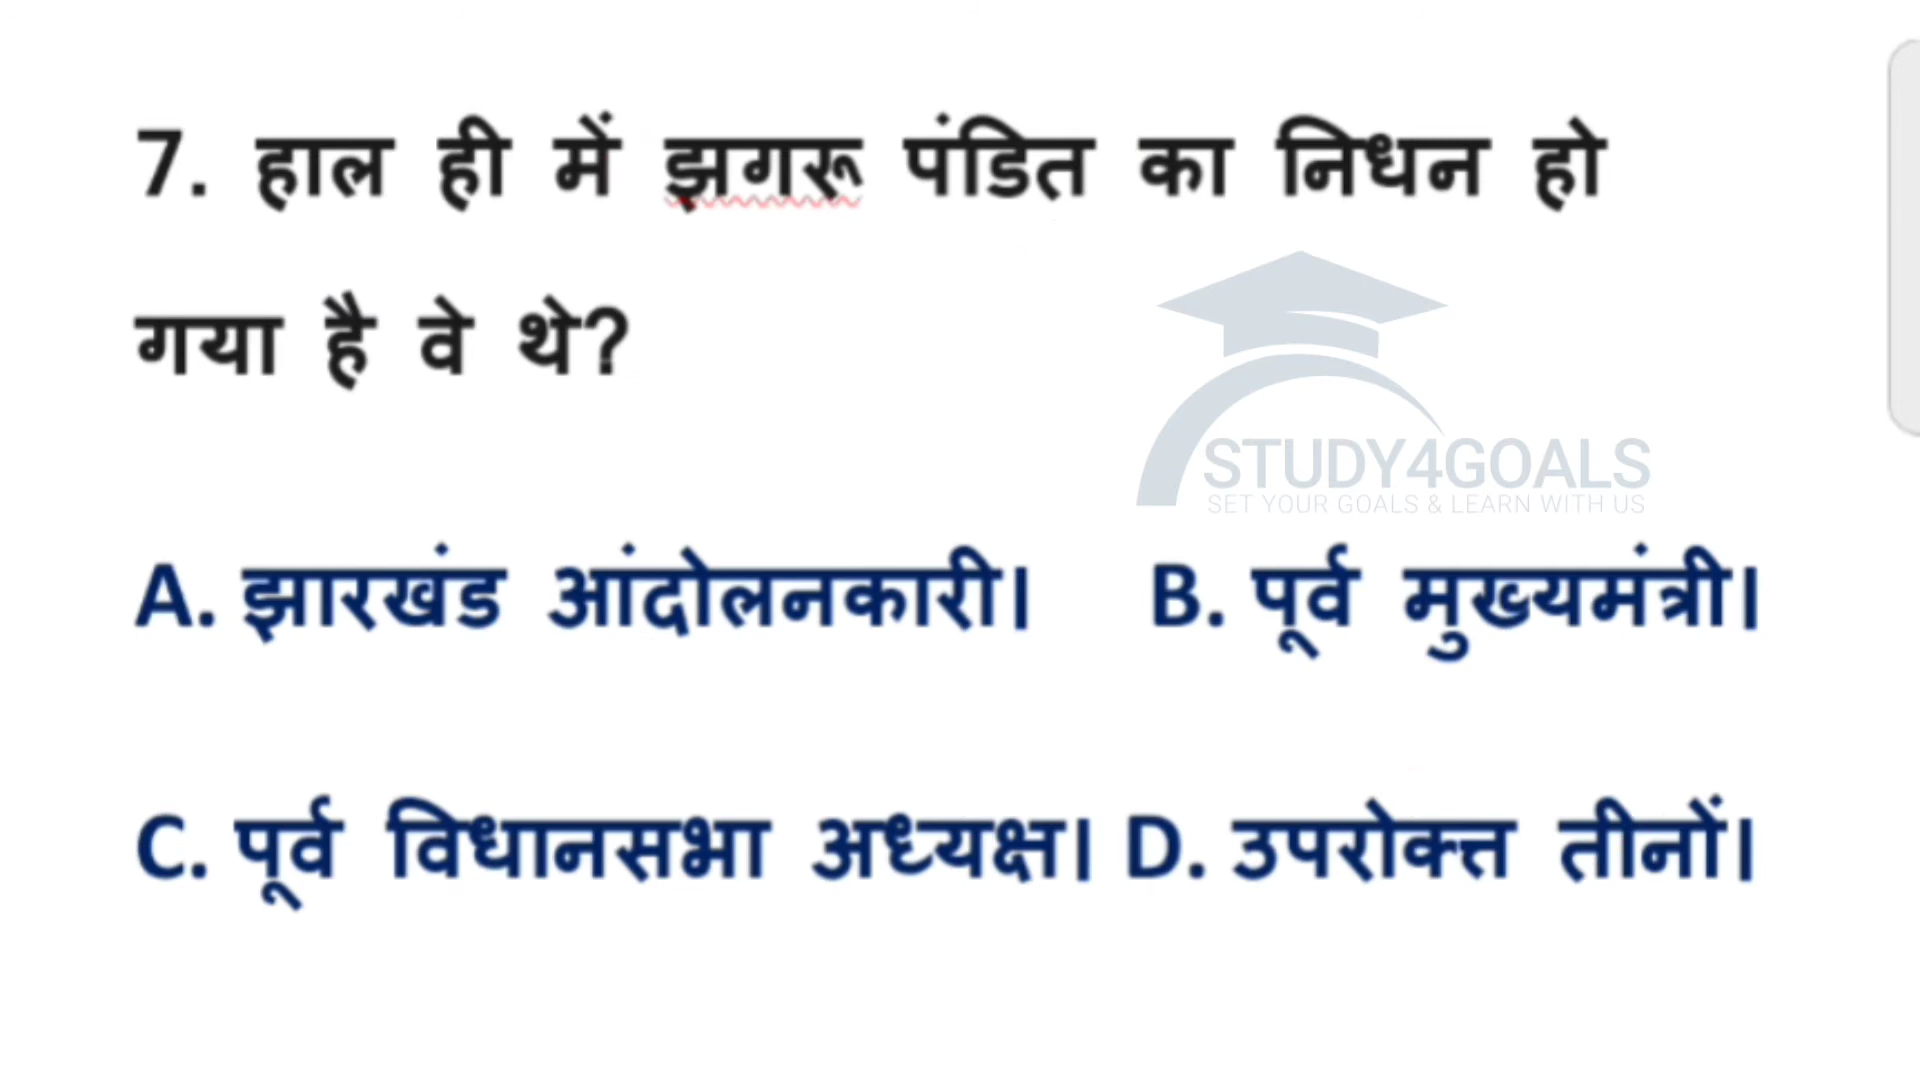 7. हाल ही में झगरू पंडित का निधन हो
गया है वे थे?
STUDY4GOALS
SET YOUR GOALS & LEARN WITH US
A. झारखंड आंदोलनकारी। B. पूर्व मुख्यमंत्री।
C. पूर्व विधानसभा अध्यक्ष। D. उपरोक्त तीनों।